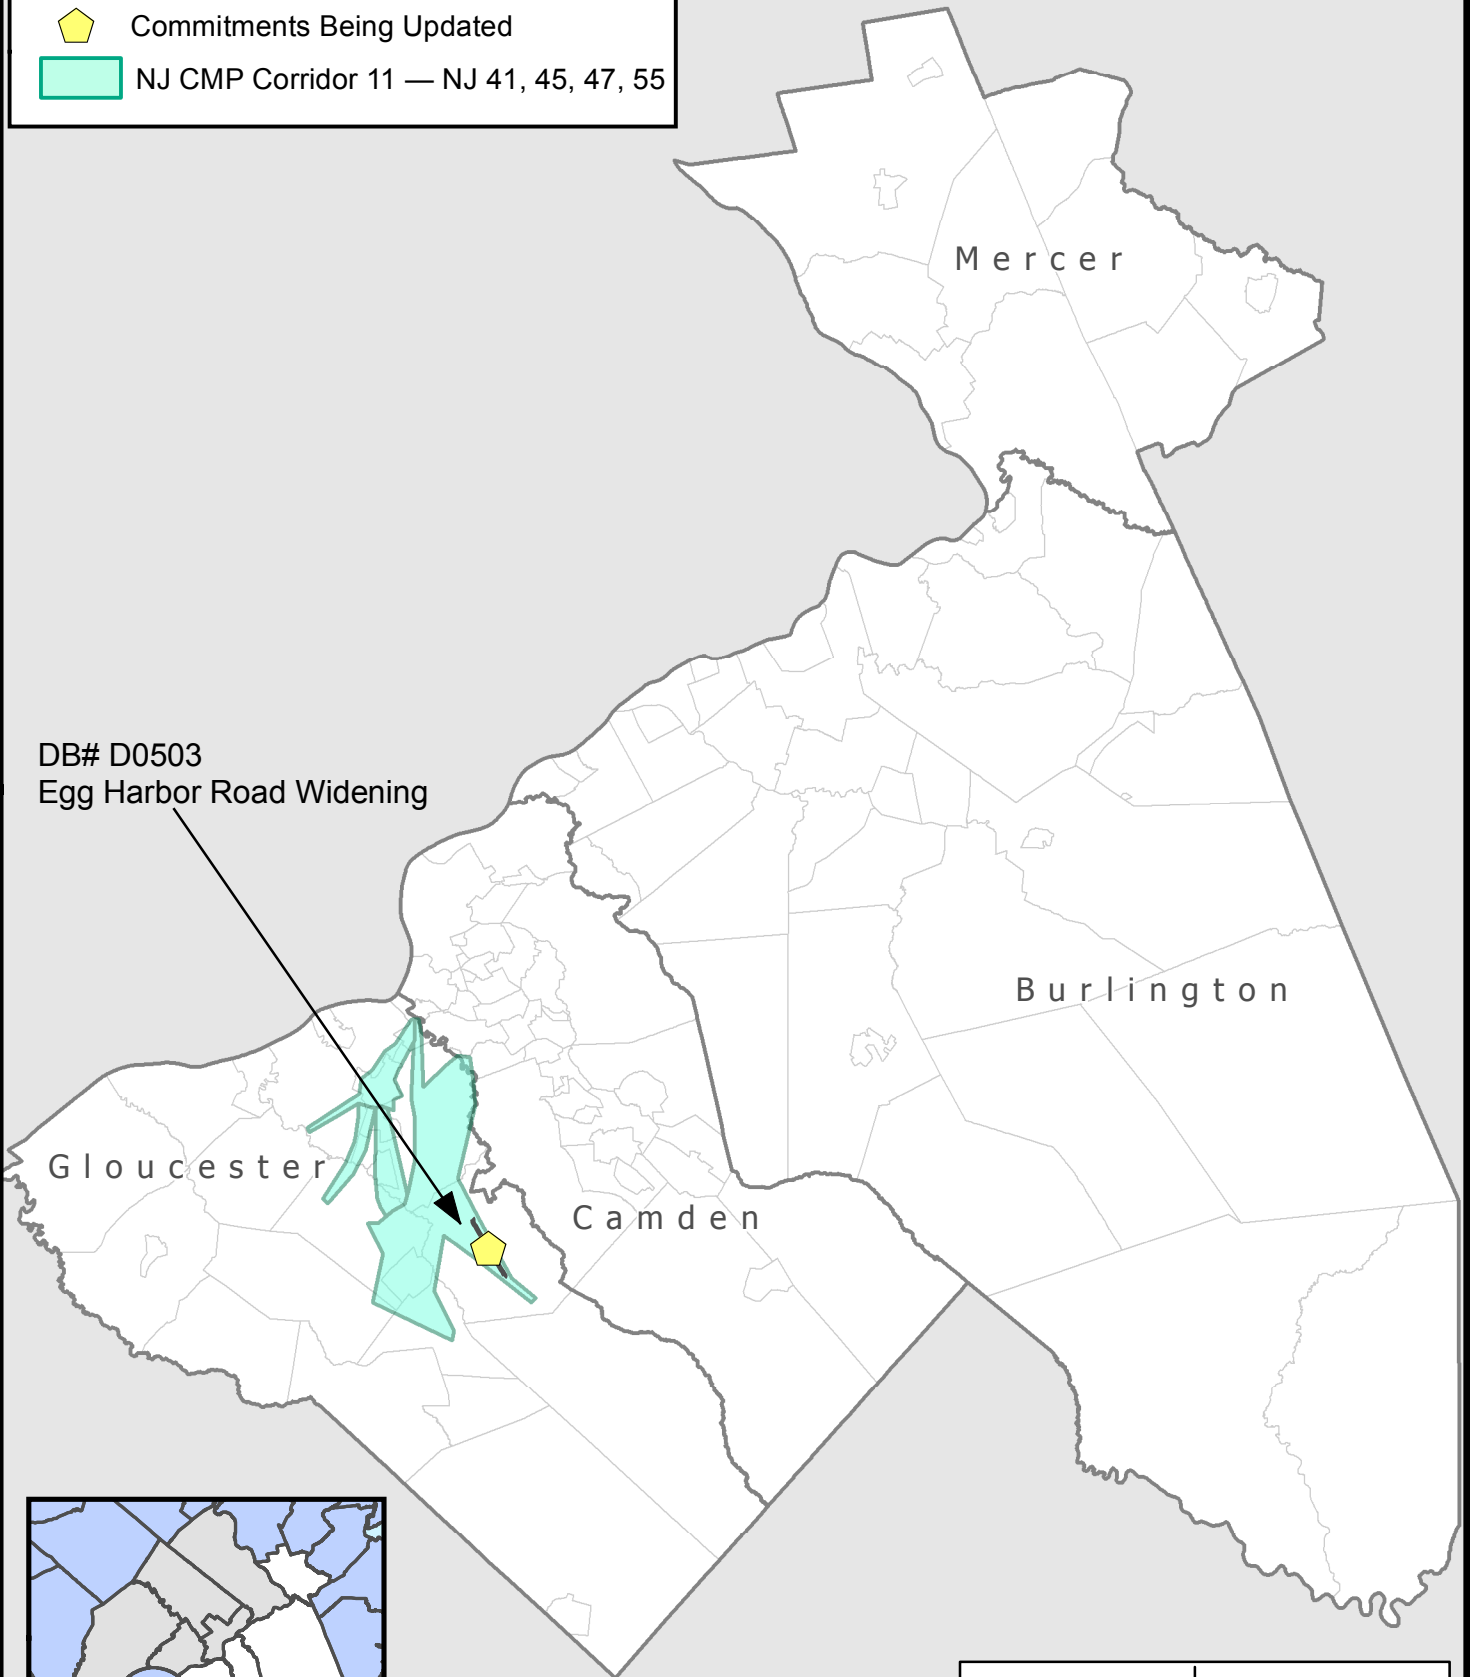 Commitments Being Updated
NJ CMP Corridor 11 — NJ 41, 45, 47, 55
Mercer
DB# D0503
Egg Harbor Road Widening
Burlington
Gloucester
Camden